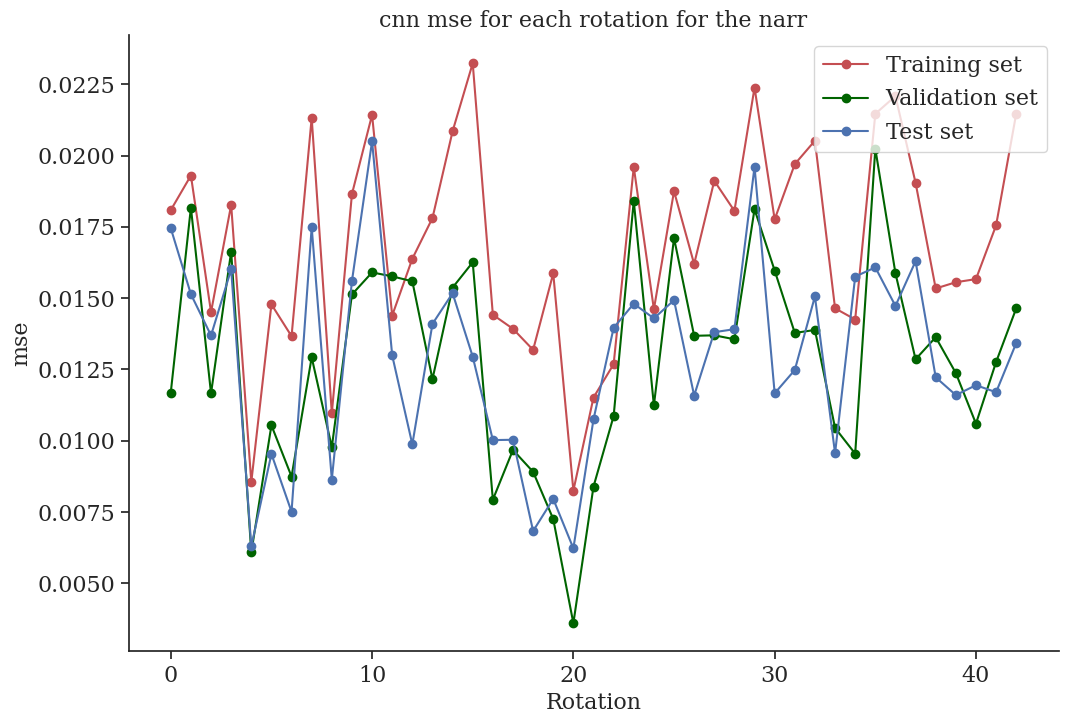 cnn mse for each rotation for the narr
Training set
Validation set
Test set
0.0225
0.0200
0.0175
0.0150
0.0125
0.0100
0.0075
0.0050
mse
0
10
20
30
40
Rotation